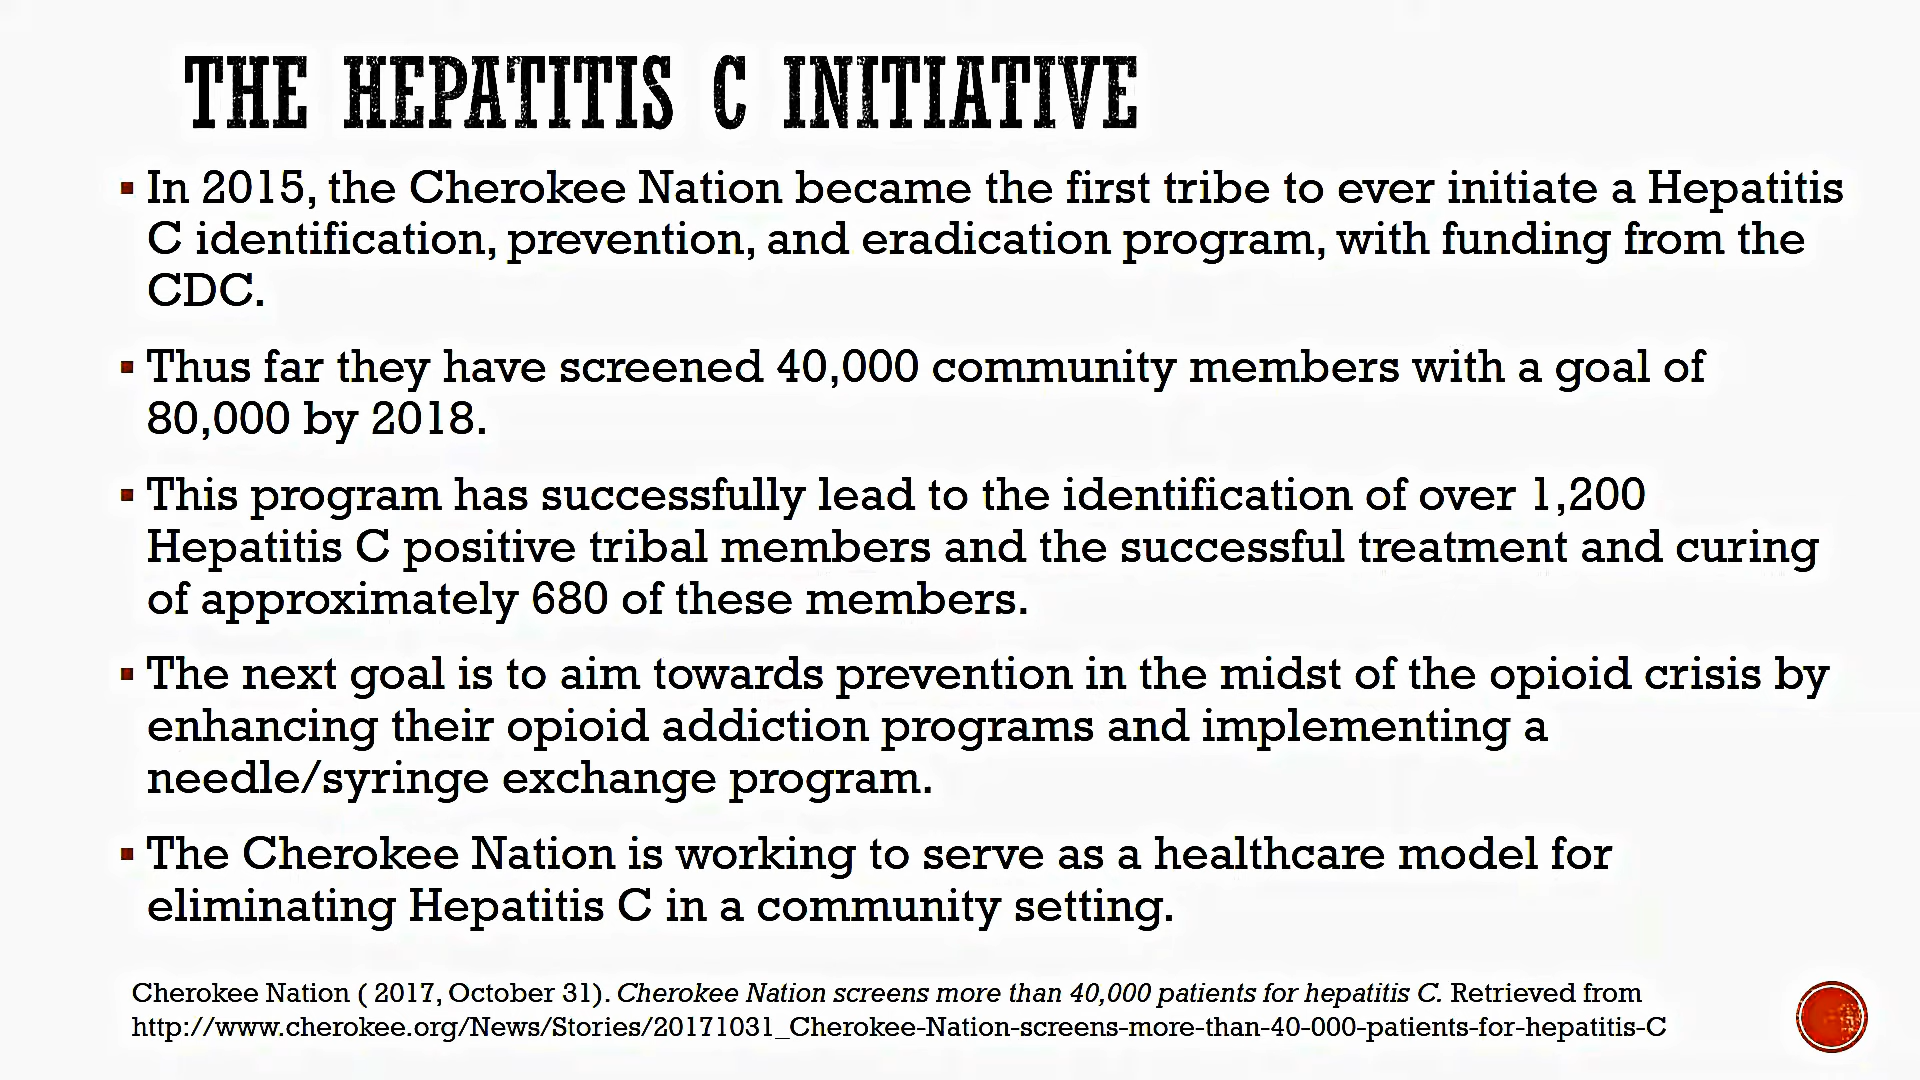 THE HEPATITIS C INITIATIVE
▪ In 2015, the Cherokee Nation became the first tribe to ever initiate a Hepatitis
C identification, prevention, and eradication program, with funding from the
CDC.
▪ Thus far they have screened 40,000 community members with a goal of
80,000 by 2018.
▪ This program has successfully lead to the identification of over 1,200
Hepatitis C positive tribal members and the successful treatment and curing
of approximately 680 of these members.
▪ The next goal is to aim towards prevention in the midst of the opioid crisis by
enhancing their opioid addiction programs and implementing a
needle/syringe exchange program.
▪ The Cherokee Nation is working to serve as a healthcare model for
eliminating Hepatitis C in a community setting.
Cherokee Nation ( 2017, October 31). Cherokee Nation screens more than 40,000 patients for hepatitis C. Retrieved from
http://www.cherokee.org/News/Stories/20171031_Cherokee-Nation-screens-more-than-40-000-patients-for-hepatitis-C